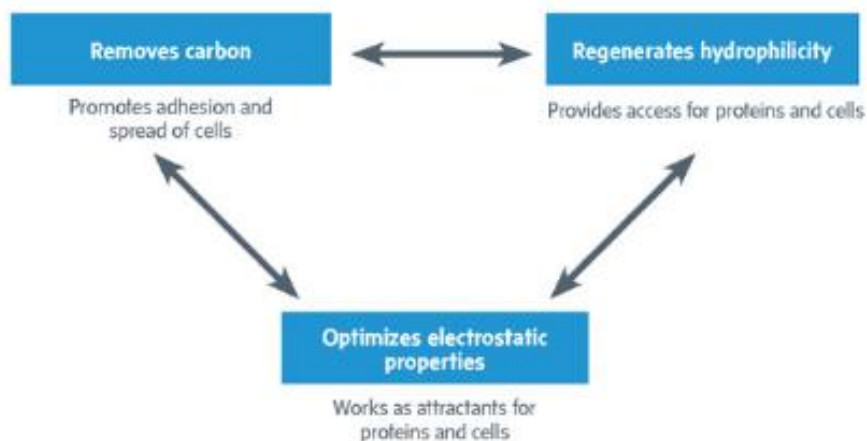 Removes carbon
Promotes adhesion and
spread of cells
Regenerates hydrophilicity
Provides access for proteins and cells
Optimizes electrostatic
properties
Works as attractants for
proteins and cells